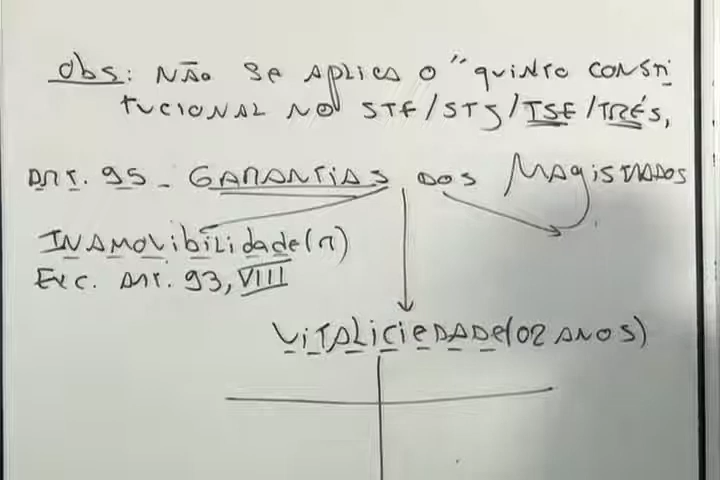 Obs: NÃO Se APLICA O "QUINTO CONSTI
TUCIONAL NO STF/STJ/TSE/TRÉS,
ART. 95 - GARANTIAS DOS MAGISTRADOS
INAMOVIBILIDADE(R)
EXC. ART. 93, VIII
VITALICIEDADE(02 ANOS)